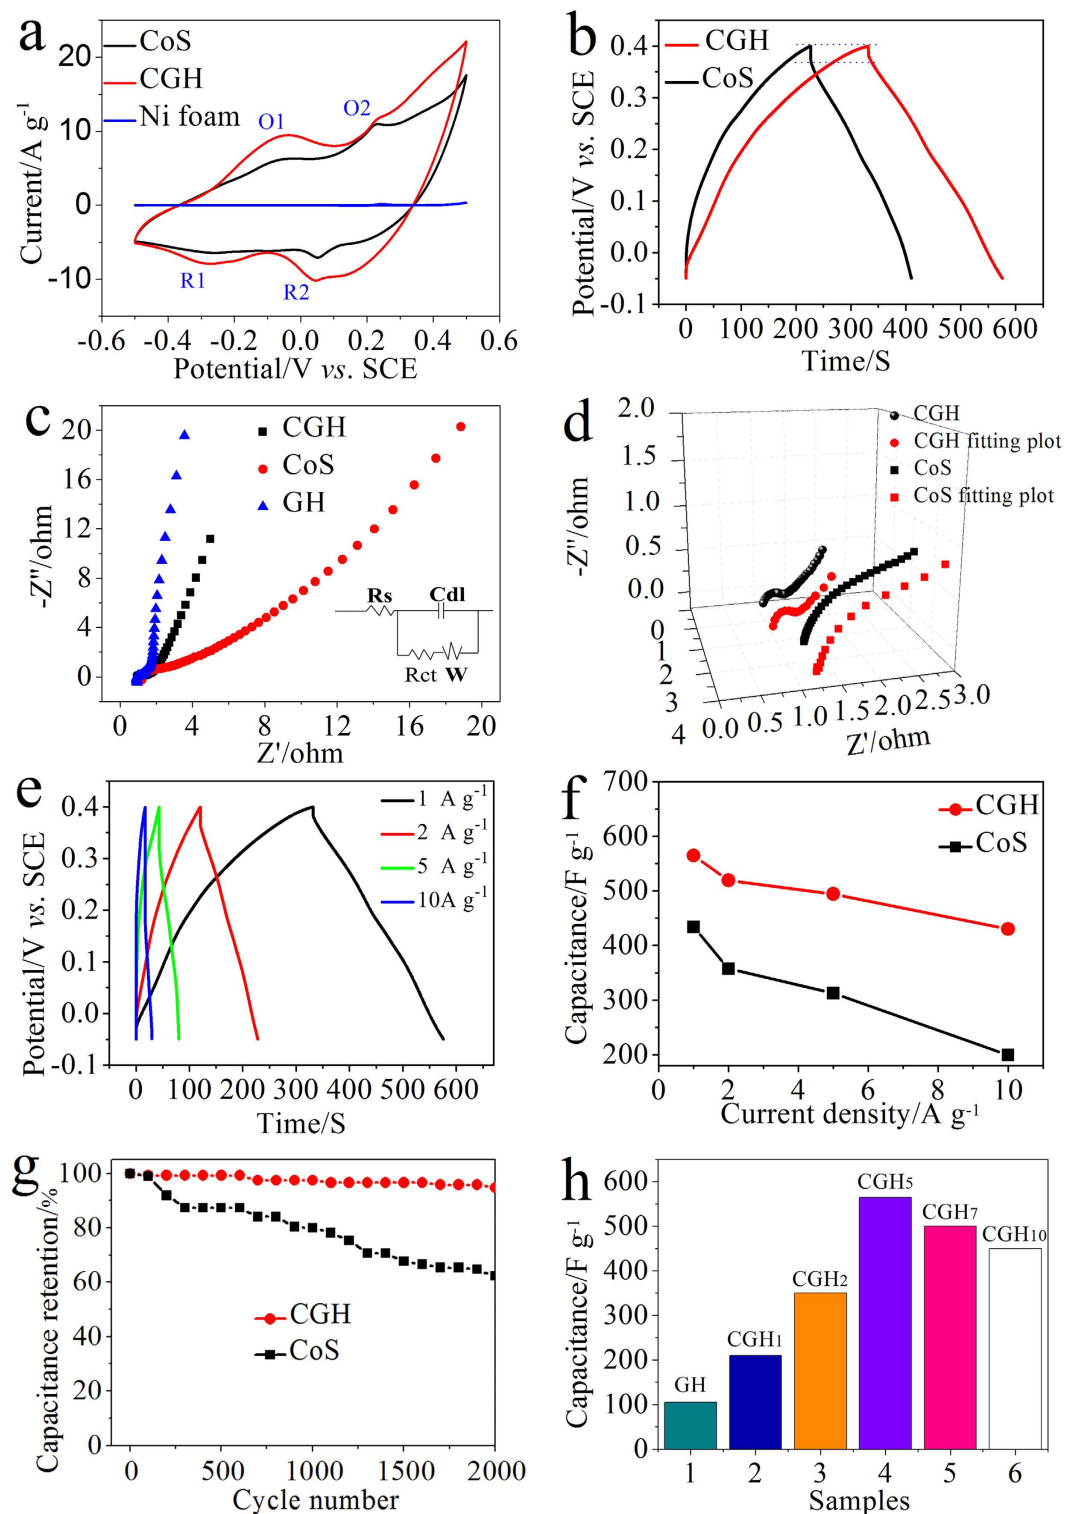 a
CoS
CGH
Ni foam
O1
O2
R1
R2
20
10
0
-10
Current/A g-1
-0.6 -0.4 -0.2 0.0 0.2 0.4 0.6
Potential/V vs. SCE
b
CGH
CoS
0.4
0.3
0.2
0.1
0.0
-0.1
Potential/V vs. SCE
0 100 200 300 400 500 600
Time/S
c
CGH
CoS
GH
20
16
12
8
4
0
-Z''/ohm
Rs
Cdl
Rct W
0 4 8 12 16 20
Z'/ohm
d
CGH
CGH fitting plot
CoS
CoS fitting plot
2.0
1.5
1.0
0.5
0.0
-Z''/ohm
0
1
2
3
4
0.0 0.5 1.0 1.5 2.0 2.5 3.0
Z'/ohm
e
1 A g-1
2 A g-1
5 A g-1
10A g-1
0.4
0.3
0.2
0.1
0.0
-0.1
Potential/V vs. SCE
0 100 200 300 400 500 600
Time/S
f
CGH
CoS
700
600
500
400
300
200
Capacitance/F g-1
0 2 4 6 8 10
Current density/A g-1
g
CGH
CoS
100
80
60
40
20
0
Capacitance retention/%
0 500 1000 1500 2000
Cycle number
h
GH
CGH1
CGH2
CGH5
CGH7
CGH10
600
500
400
300
200
100
0
Capacitance/F g-1
1 2 3 4 5 6
Samples